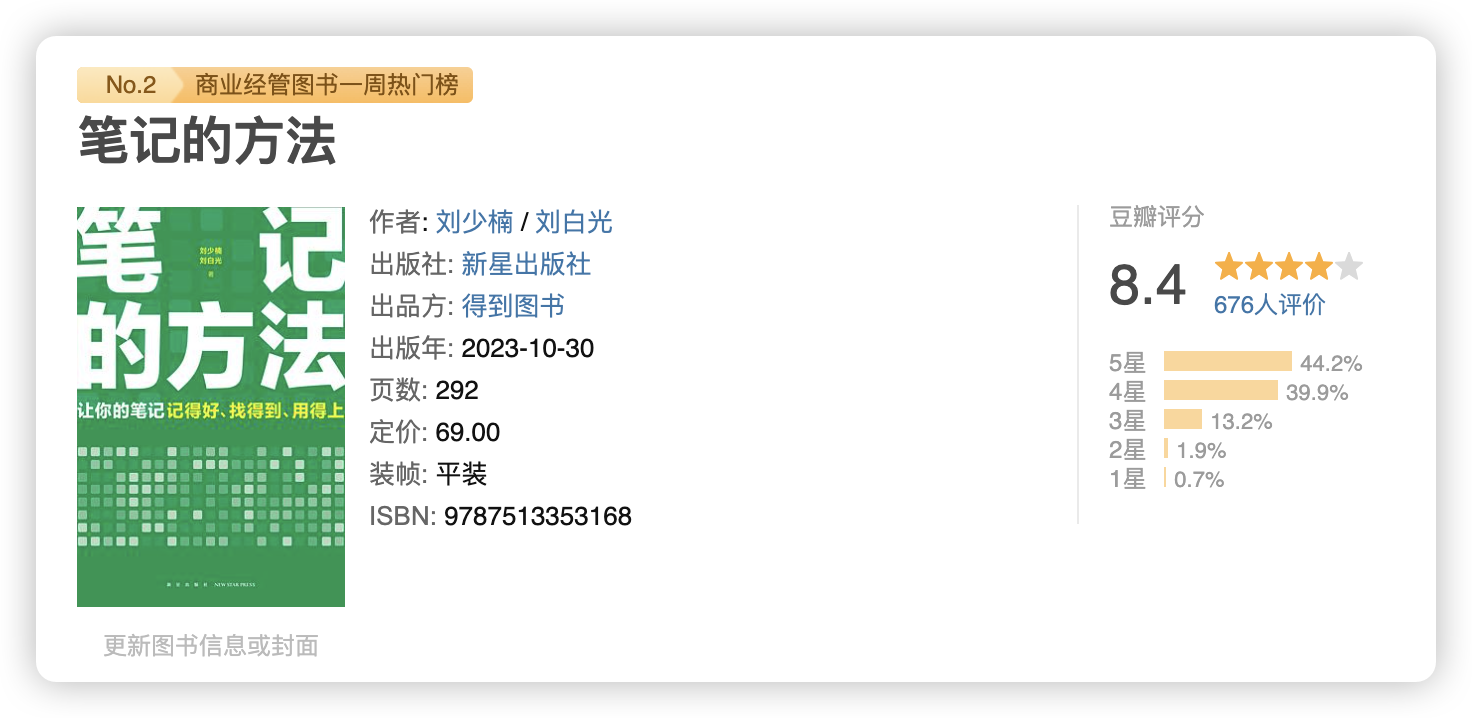 No.2 商业经管图书一周热门榜
笔记的方法
笔记
刘少楠
刘白光
著
的方法
让你的笔记记得好、找得到、用得上
新星出版社 NEW STAR PRESS
更新图书信息或封面
作者: 刘少楠 / 刘白光
出版社: 新星出版社
出品方: 得到图书
出版年: 2023-10-30
页数: 292
定价: 69.00
装帧: 平装
ISBN: 9787513353168
豆瓣评分
8.4
676人评价
5星 44.2%
4星 39.9%
3星 13.2%
2星 1.9%
1星 0.7%